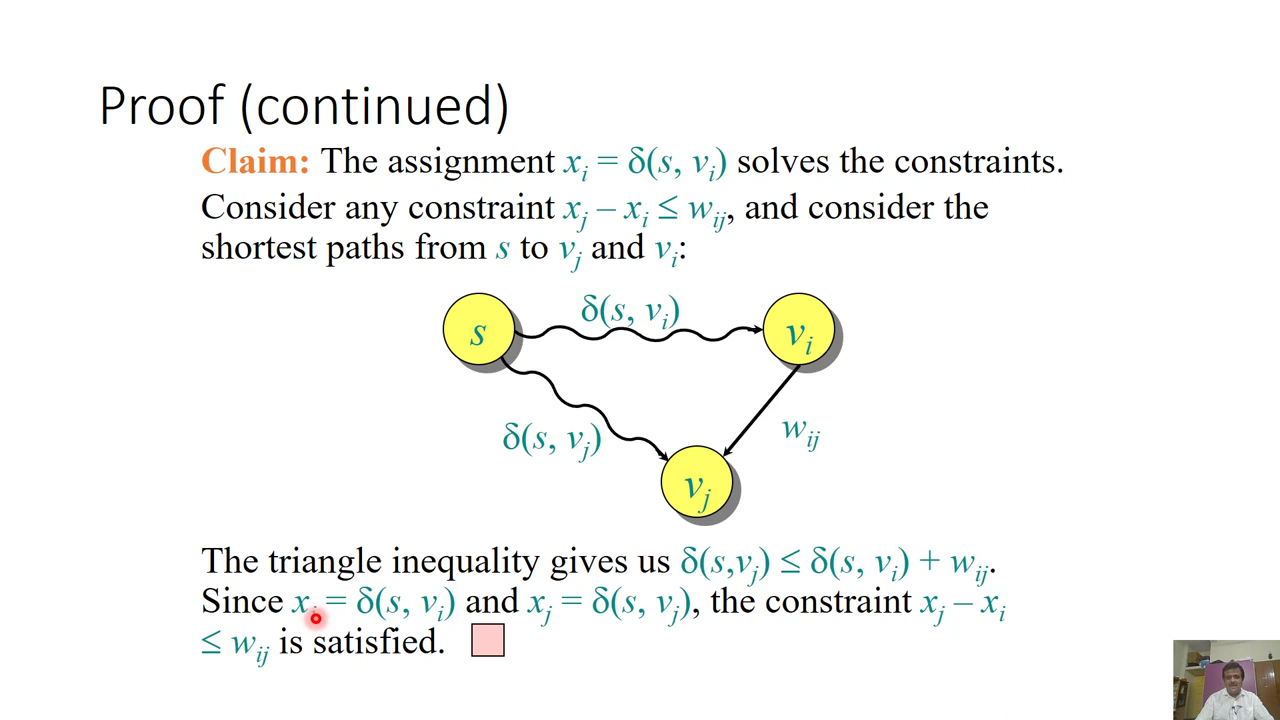 Proof (continued)
Claim: The assignment xᵢ = δ(s, vᵢ) solves the constraints.
Consider any constraint xⱼ – xᵢ ≤ wᵢⱼ, and consider the
shortest paths from s to vⱼ and vᵢ:
δ(s, vᵢ)
s
vᵢ
δ(s, vⱼ)
wᵢⱼ
vⱼ
The triangle inequality gives us δ(s,vⱼ) ≤ δ(s, vᵢ) + wᵢⱼ.
Since xᵢ = δ(s, vᵢ) and xⱼ = δ(s, vⱼ), the constraint xⱼ – xᵢ
≤ wᵢⱼ is satisfied.